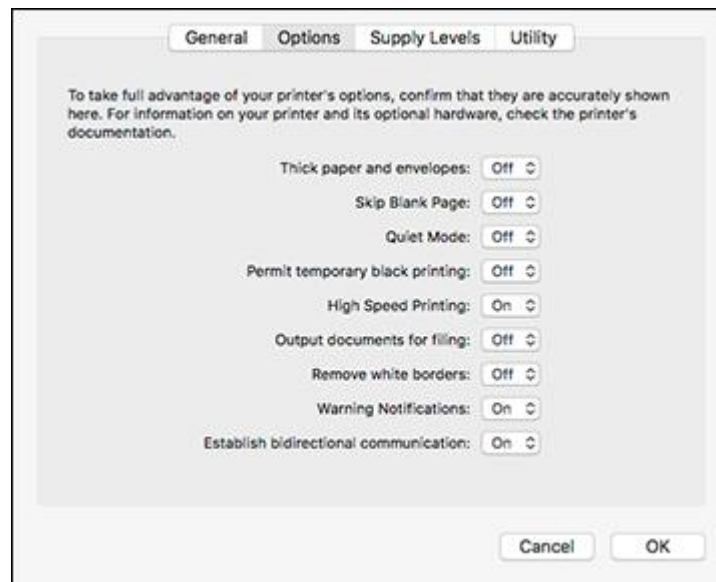 General Options Supply Levels Utility
To take full advantage of your printer's options, confirm that they are accurately shown
here. For information on your printer and its optional hardware, check the printer's
documentation.
Thick paper and envelopes: Off
Skip Blank Page: Off
Quiet Mode: Off
Permit temporary black printing: Off
High Speed Printing: On
Output documents for filing: Off
Remove white borders: Off
Warning Notifications: On
Establish bidirectional communication: On
Cancel OK